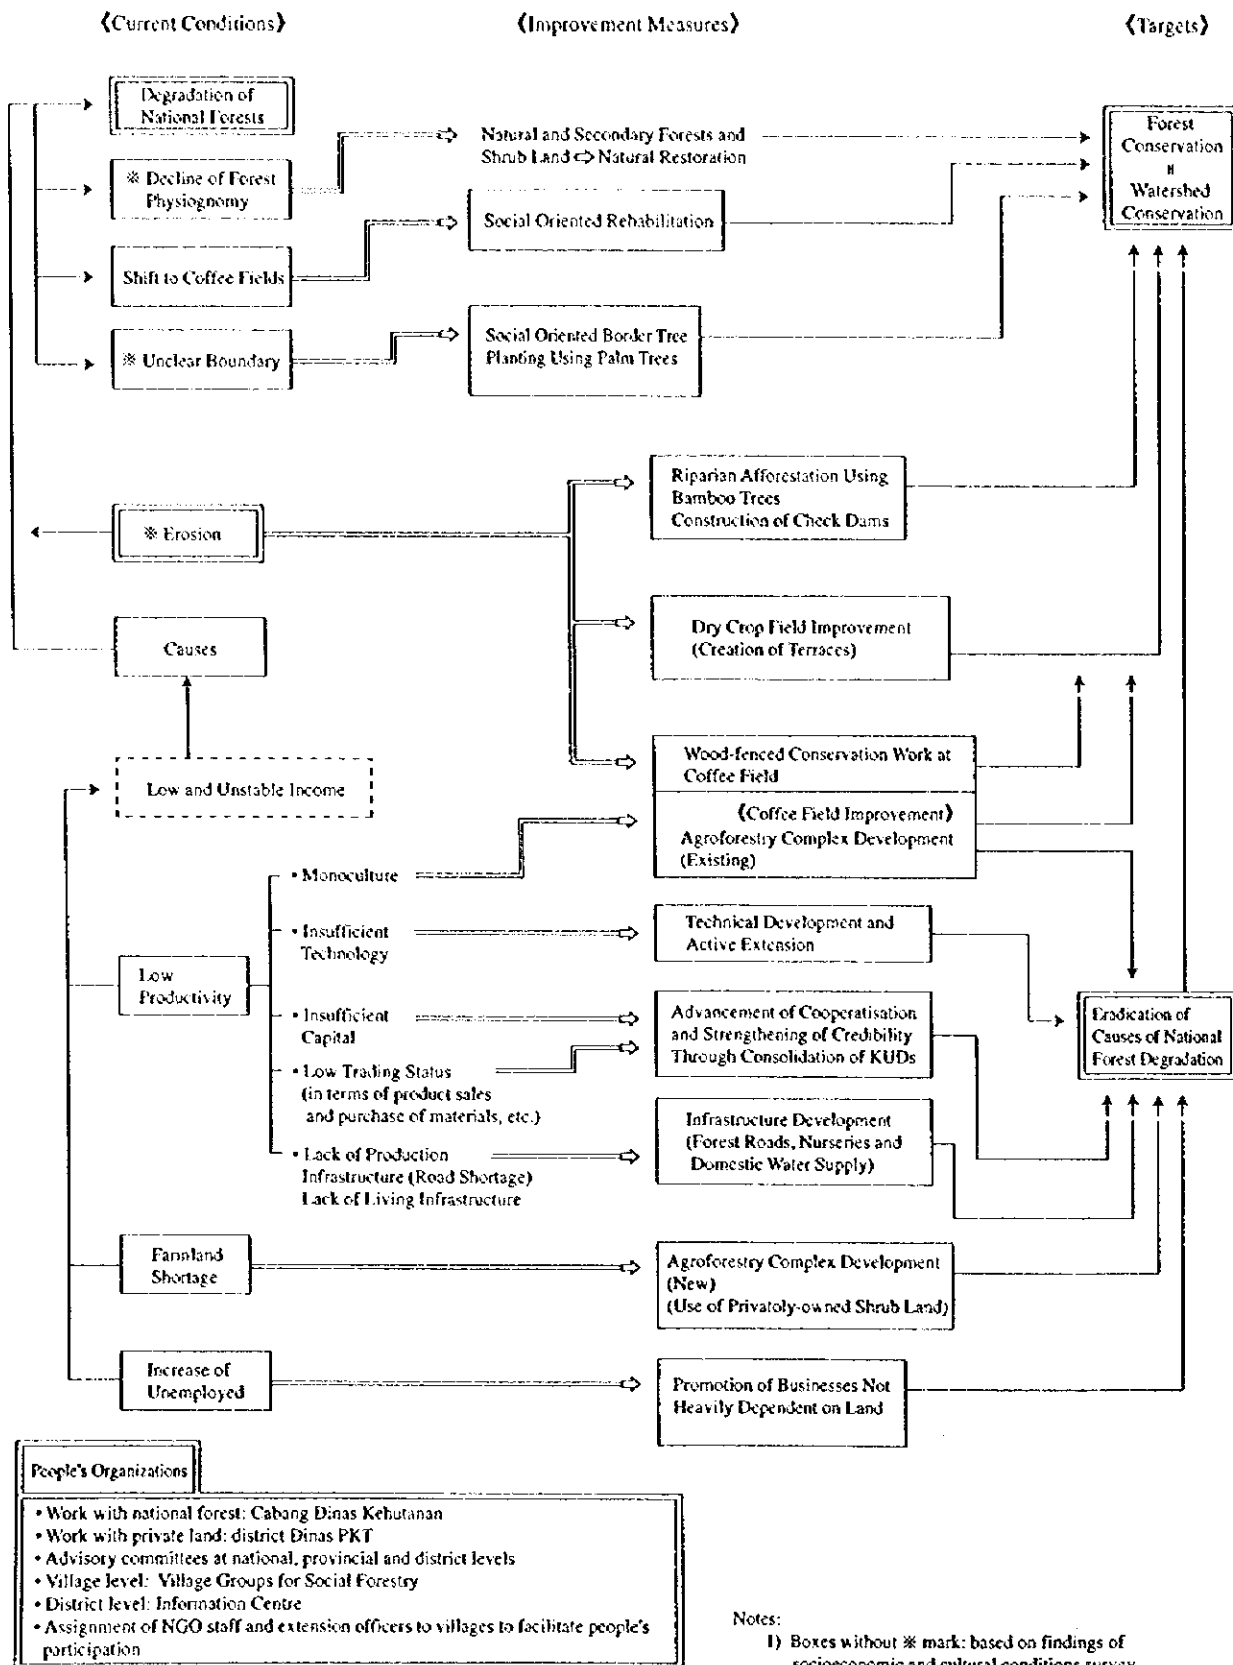 《Current Conditions》
《Improvement Measures》
《Targets》
Degradation of
National Forests
※ Decline of Forest
Physiognomy
Shift to Coffee Fields
※ Unclear Boundary
※ Erosion
Causes
Low and Unstable Income
Low
Productivity
• Monoculture
• Insufficient
Technology
• Insufficient
Capital
• Low Trading Status
(in terms of product sales
and purchase of materials, etc.)
• Lack of Production
Infrastructure (Road Shortage)
Lack of Living Infrastructure
Farmland
Shortage
Increase of
Unemployed
Natural and Secondary Forests and
Shrub Land ⇨ Natural Restoration
Social Oriented Rehabilitation
Social Oriented Border Tree
Planting Using Palm Trees
Riparian Afforestation Using
Bamboo Trees
Construction of Check Dams
Dry Crop Field Improvement
(Creation of Terraces)
Wood-fenced Conservation Work at
Coffee Field
《Coffee Field Improvement》
Agroforestry Complex Development
(Existing)
Technical Development and
Active Extension
Advancement of Cooperatisation
and Strengthening of Credibility
Through Consolidation of KUDs
Infrastructure Development
(Forest Roads, Nurseries and
Domestic Water Supply)
Agroforestry Complex Development
(New)
(Use of Privatoly-owned Shrub Land)
Promotion of Businesses Not
Heavily Dependent on Land
Forest
Conservation
Watershed
Conservation
Eradication of
Causes of National
Forest Degradation
People's Organizations
• Work with national forest: Cabang Dinas Kehutanan
• Work with private land: district Dinas PKT
• Advisory committees at national, provincial and district levels
• Village level: Village Groups for Social Forestry
• District level: Information Centre
• Assignment of NGO staff and extension officers to villages to facilitate people's
participation
Notes:
1) Boxes without ※ mark: based on findings of
socioeconomic and cultural conditions survey